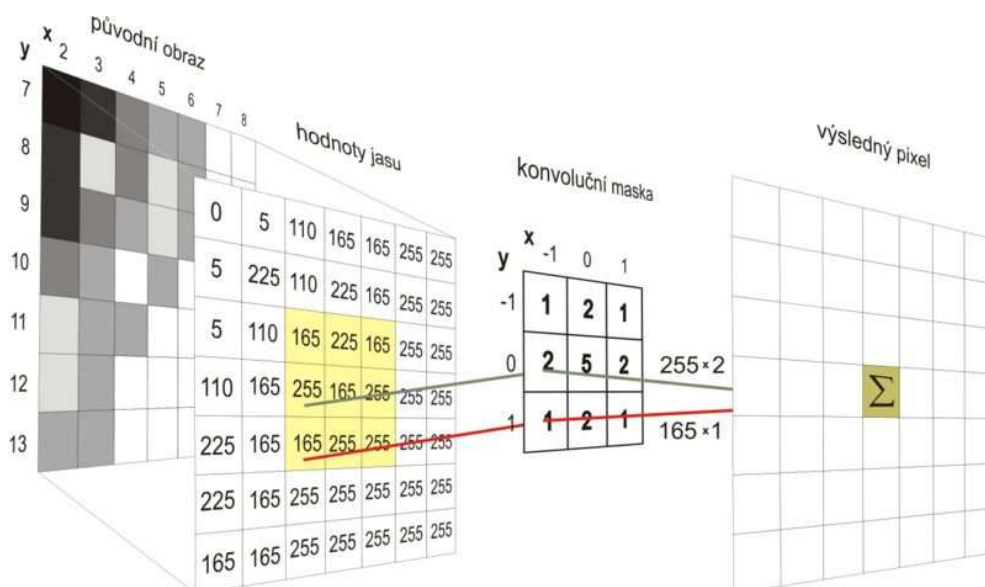 původní obraz
x
y
2 3 4 5 6 7 8
7
8
9
10
11
12
13
hodnoty jasu
0 5 110 165 165 255 255
5 225 110 225 165 255 255
5 110 165 225 165 255 255
110 165 255 165 255 255 255
225 165 165 255 255 255 255
225 165 255 255 255 255 255
165 165 255 255 255 255 255
konvoluční maska
x
y
-1 0 1
-1 1 2 1
0 2 5 2
1 1 2 1
255×2
165×1
výsledný pixel
Σ